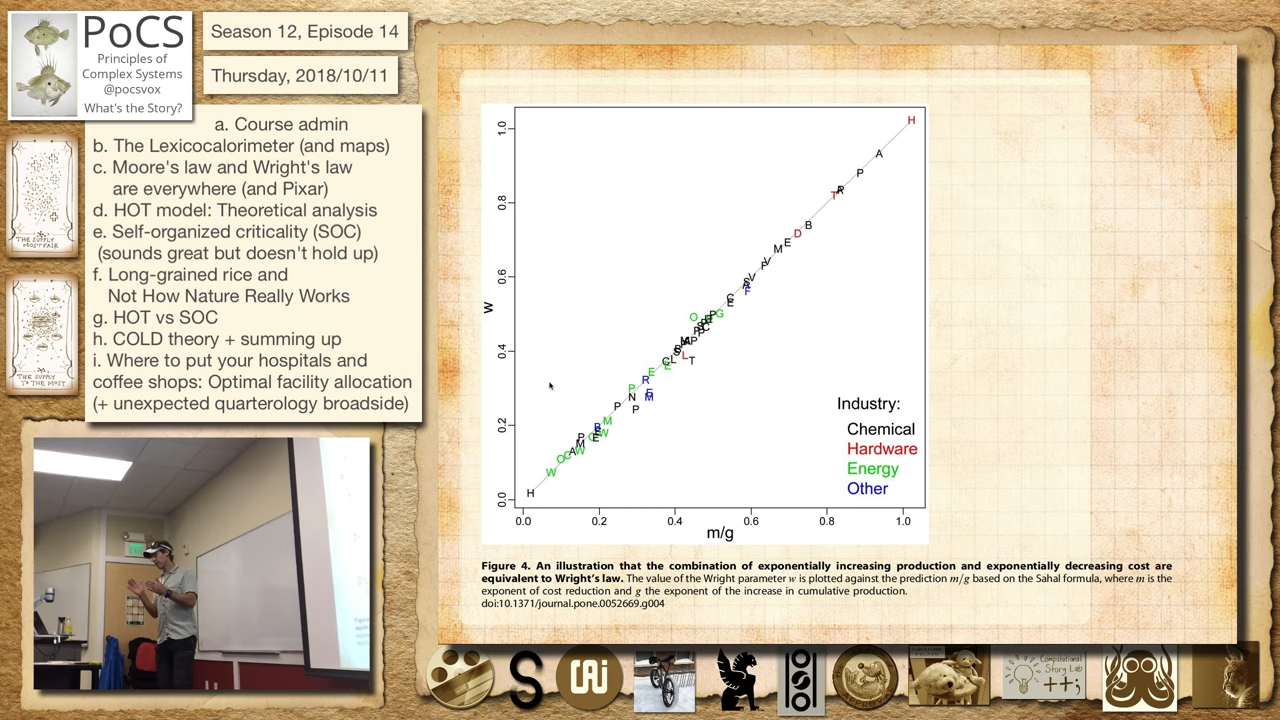 PoCS
Principles of
Complex Systems
@pocsvox
What's the Story?
Season 12, Episode 14
Thursday, 2018/10/11
a. Course admin
b. The Lexicocalorimeter (and maps)
c. Moore's law and Wright's law
are everywhere (and Pixar)
d. HOT model: Theoretical analysis
e. Self-organized criticality (SOC)
(sounds great but doesn't hold up)
f. Long-grained rice and
Not How Nature Really Works
g. HOT vs SOC
h. COLD theory + summing up
i. Where to put your hospitals and
coffee shops: Optimal facility allocation
(+ unexpected quarterology broadside)
THE SUPPLY
TO THE MOST
w
1.0
0.8
0.6
0.4
0.2
0.0
0.0 0.2 0.4 0.6 0.8 1.0
m/g
Industry:
Chemical
Hardware
Energy
Other
Figure 4. An illustration that the combination of exponentially increasing production and exponentially decreasing cost are
equivalent to Wright's law. The value of the Wright parameter w is plotted against the prediction m/g based on the Sahal formula, where m is the
exponent of cost reduction and g the exponent of the increase in cumulative production.
doi:10.1371/journal.pone.0052669.g004
Computational
Story Lab
++;